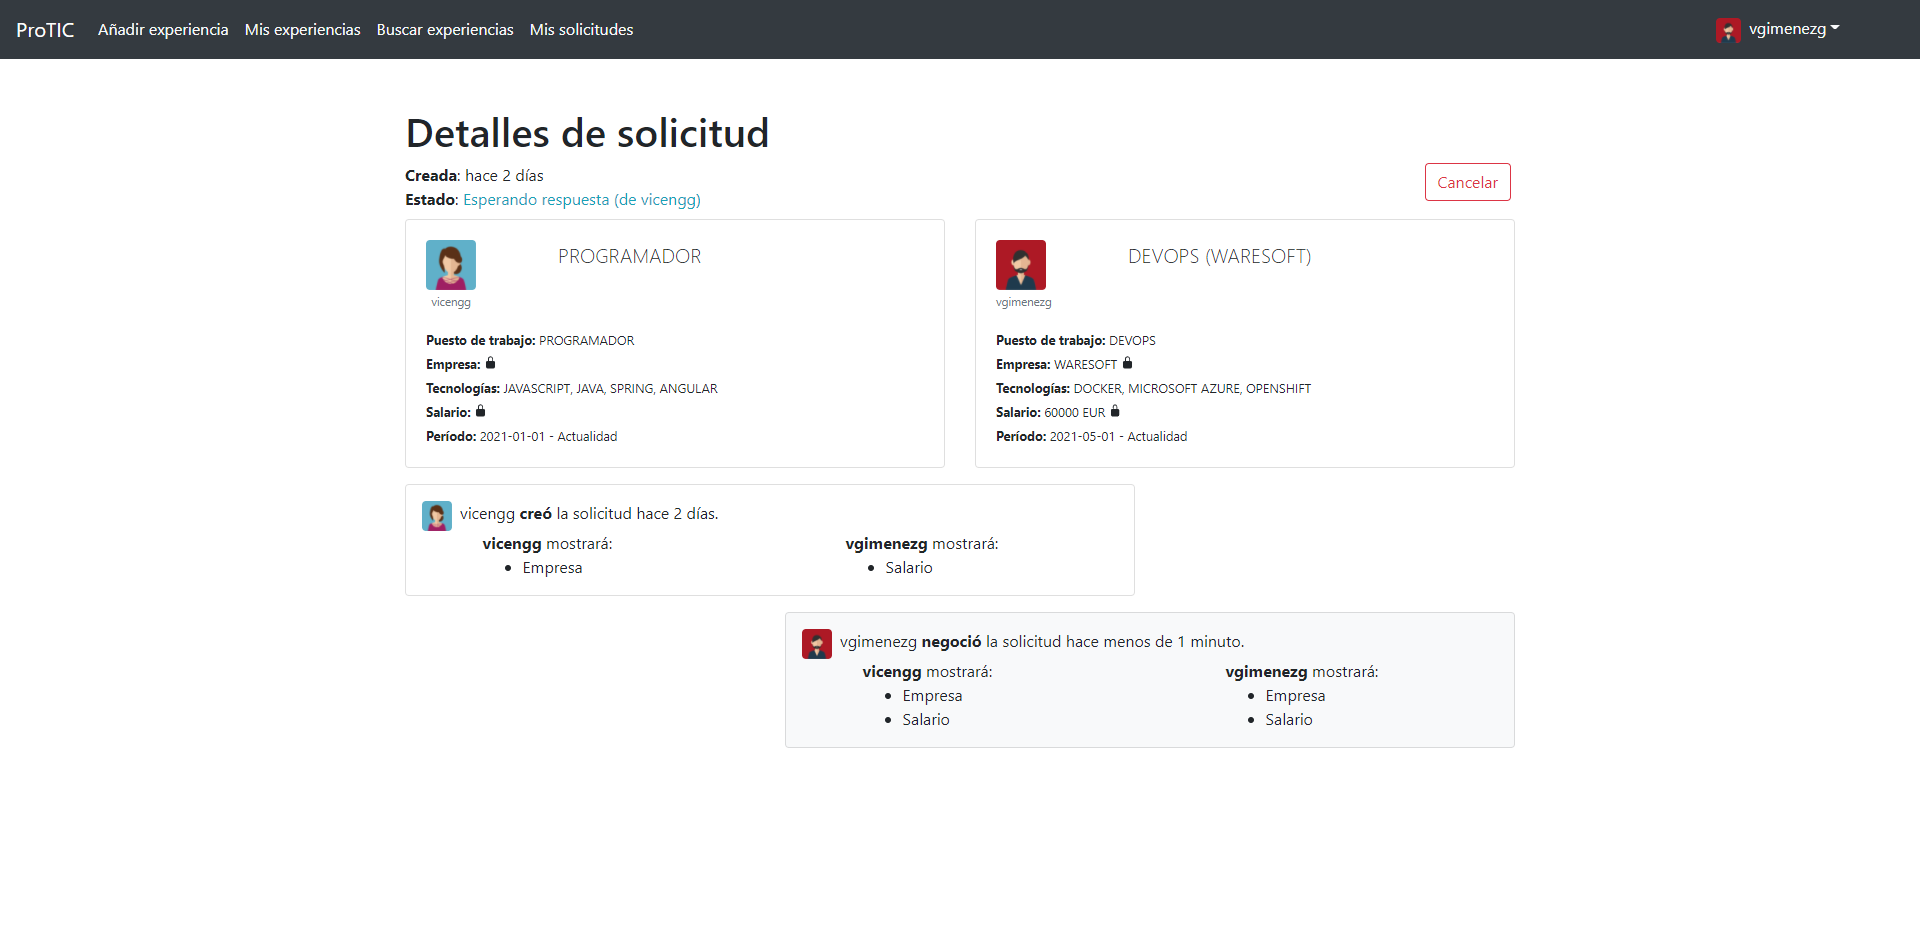 ProTIC Añadir experiencia Mis experiencias Buscar experiencias Mis solicitudes vgimenezg
Detalles de solicitud
Creada: hace 2 días
Estado: Esperando respuesta (de vicengg)
Cancelar
PROGRAMADOR
vicengg
Puesto de trabajo: PROGRAMADOR
Empresa:
Tecnologías: JAVASCRIPT, JAVA, SPRING, ANGULAR
Salario:
Período: 2021-01-01 - Actualidad
DEVOPS (WARESOFT)
vgimenezg
Puesto de trabajo: DEVOPS
Empresa: WARESOFT
Tecnologías: DOCKER, MICROSOFT AZURE, OPENSHIFT
Salario: 60000 EUR
Período: 2021-05-01 - Actualidad
vicengg creó la solicitud hace 2 días.
vicengg mostrará:
• Empresa
vgimenezg mostrará:
• Salario
vgimenezg negoció la solicitud hace menos de 1 minuto.
vicengg mostrará:
• Empresa
• Salario
vgimenezg mostrará:
• Empresa
• Salario